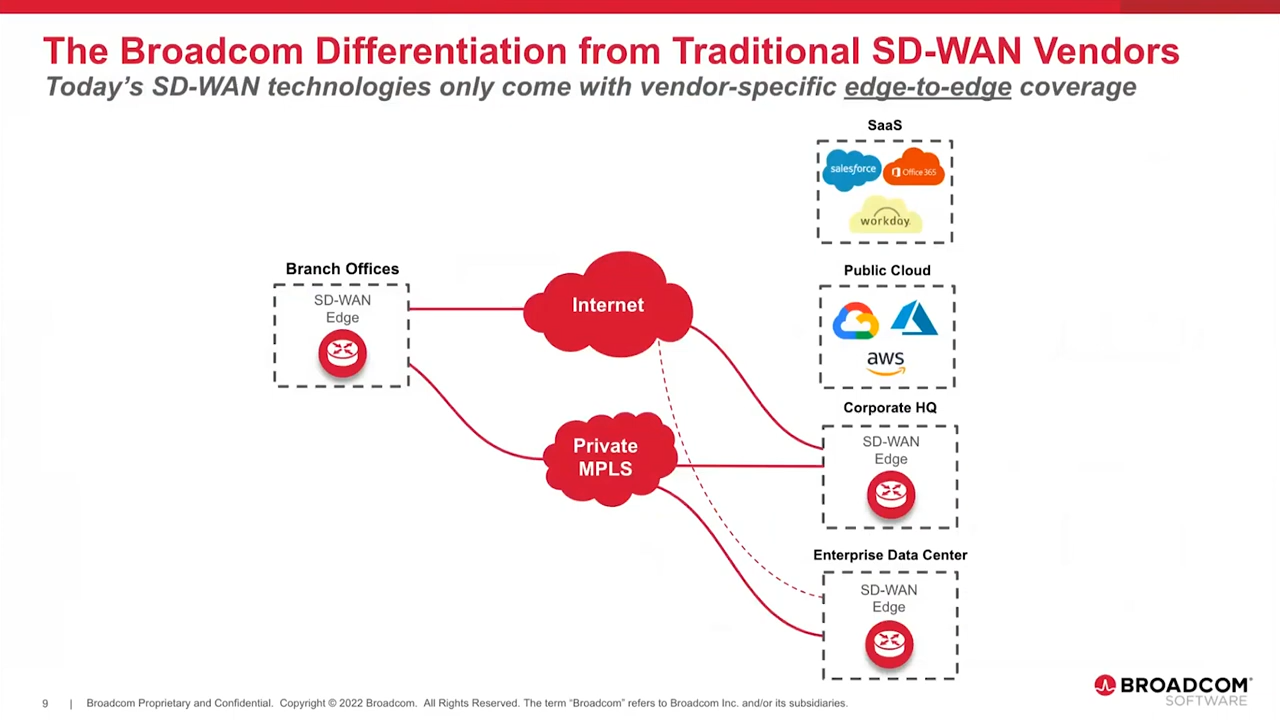 The Broadcom Differentiation from Traditional SD-WAN Vendors
Today's SD-WAN technologies only come with vendor-specific edge-to-edge coverage
SaaS
salesforce
Office 365
workday.
Branch Offices
SD-WAN
Edge
Internet
Public Cloud
aws
Private
MPLS
Corporate HQ
SD-WAN
Edge
Enterprise Data Center
SD-WAN
Edge
9 | Broadcom Proprietary and Confidential. Copyright © 2022 Broadcom. All Rights Reserved. The term “Broadcom” refers to Broadcom Inc. and/or its subsidiaries.
BROADCOM®
SOFTWARE